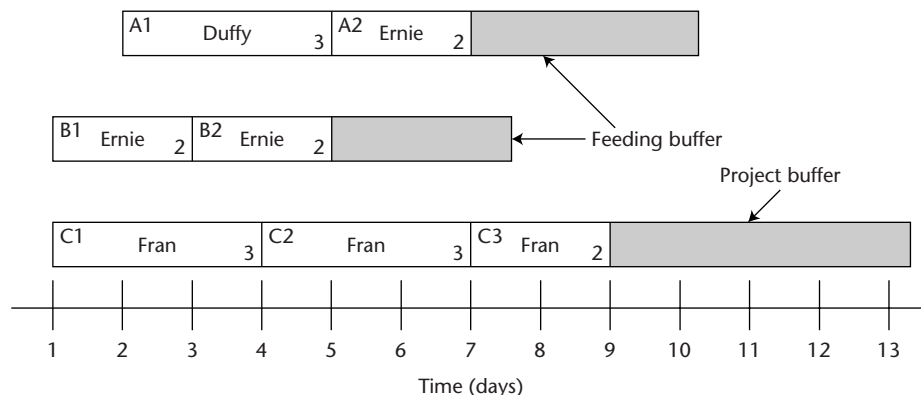 A1 Duffy 3 A2 Ernie 2
B1 Ernie 2 B2 Ernie 2
Feeding buffer
Project buffer
C1 Fran 3 C2 Fran 3 C3 Fran 2
1 2 3 4 5 6 7 8 9 10 11 12 13
Time (days)